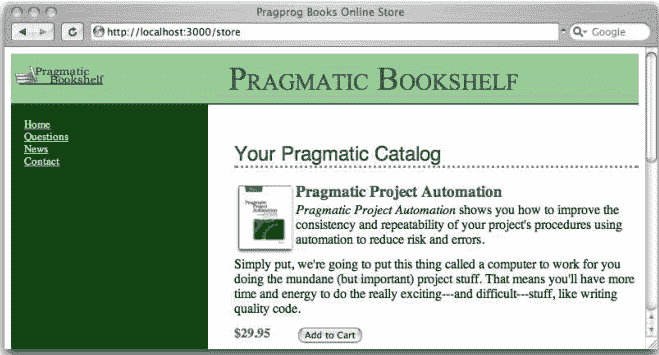 Pragprog Books Online Store
http://localhost:3000/store
Google
Pragmatic
Bookshelf
PRAGMATIC BOOKSHELF
Home
Questions
News
Contact
Your Pragmatic Catalog
Pragmatic
Project
Automation
Pragmatic Project Automation
Pragmatic Project Automation shows you how to improve the
consistency and repeatability of your project's procedures using
automation to reduce risk and errors.
Simply put, we're going to put this thing called a computer to work for you
doing the mundane (but important) project stuff. That means you'll have more
time and energy to do the really exciting---and difficult---stuff, like writing
quality code.
$29.95
Add to Cart